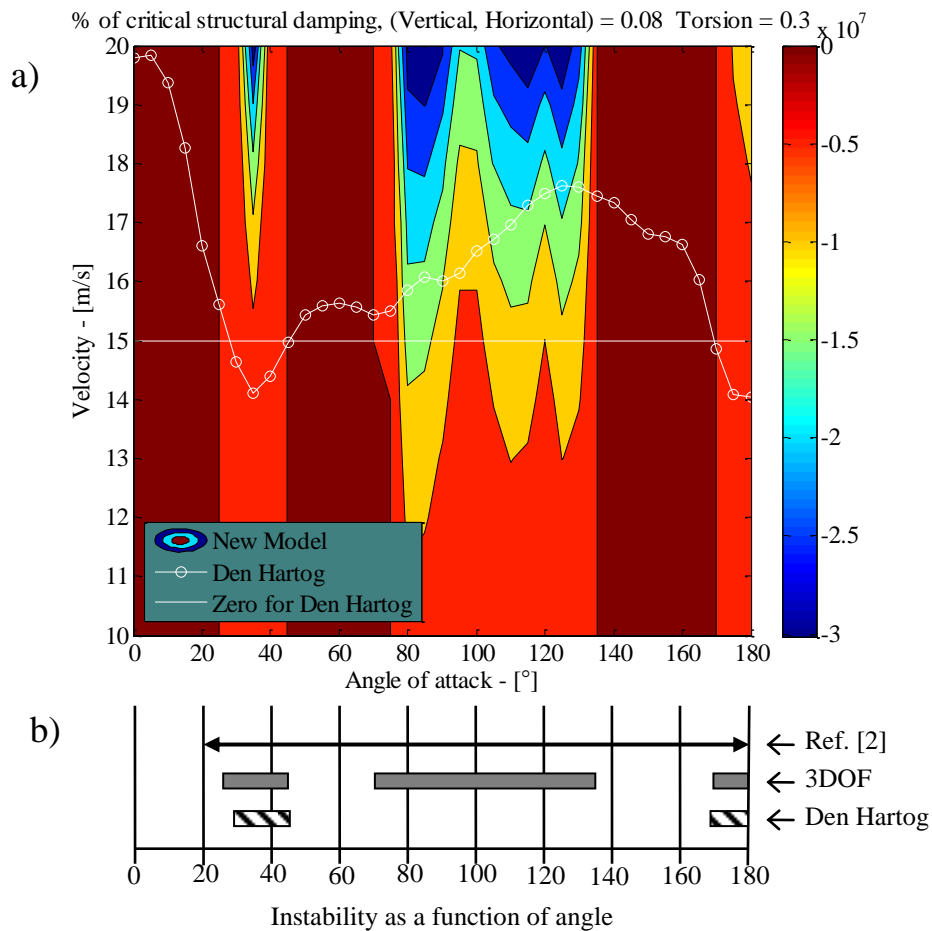 % of critical structural damping, (Vertical, Horizontal) = 0.08 Torsion = 0.3
x 10^7
a)
20
19
18
17
16
15
14
13
12
11
10
Velocity - [m/s]
New Model
Den Hartog
Zero for Den Hartog
0 20 40 60 80 100 120 140 160 180
Angle of attack - [°]
0
-0.5
-1
-1.5
-2
-2.5
-3
b)
Ref. [2]
3DOF
Den Hartog
0 20 40 60 80 100 120 140 160 180
Instability as a function of angle